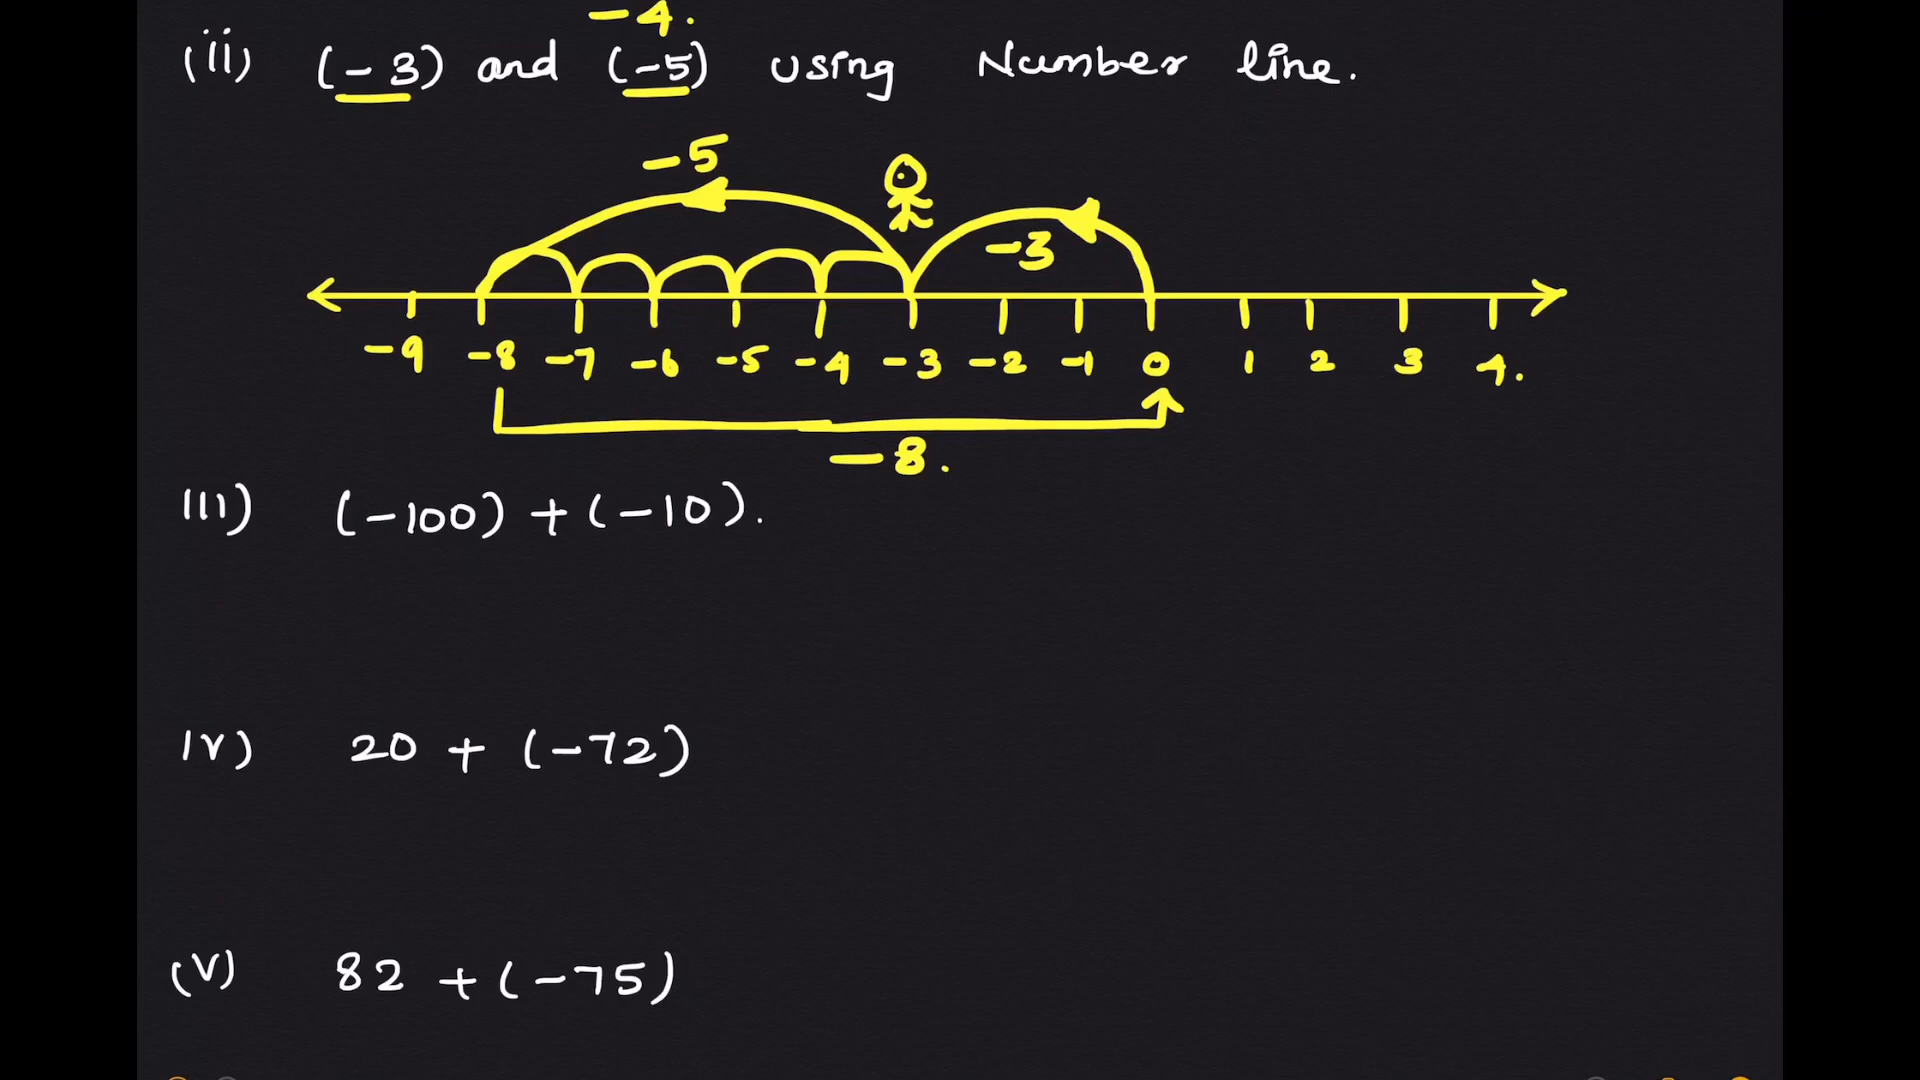 -4.
(ii) (-3) and (-5) using Number line.
-5
-3
-9 -8 -7 -6 -5 -4 -3 -2 -1 0 1 2 3 4.
-8.
iii) (-100) + (-10).
iv) 20 + (-72)
(v) 82 + (-75)